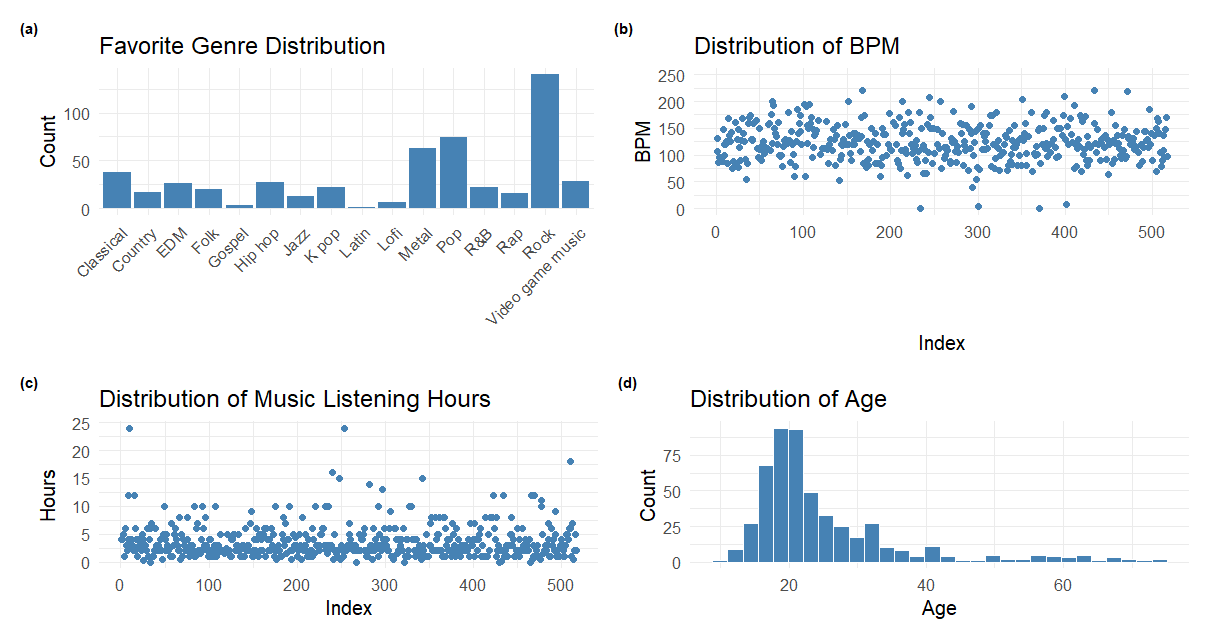 (a)
Favorite Genre Distribution
Count
100
50
0
Classical
Country
EDM
Folk
Gospel
Hip hop
Jazz
K pop
Latin
Lofi
Metal
Pop
R&B
Rap
Rock
Video game music
(b)
Distribution of BPM
BPM
250
200
150
100
50
0
0 100 200 300 400 500
Index
(c)
Distribution of Music Listening Hours
Hours
25
20
15
10
5
0
0 100 200 300 400 500
Index
(d)
Distribution of Age
Count
75
50
25
0
20 40 60
Age